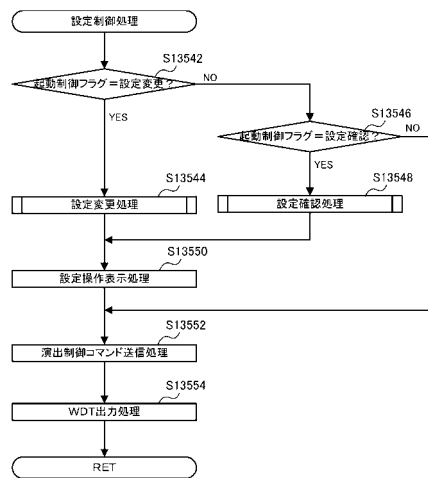 設定制御処理
S13542
起動制御フラグ=設定変更?
NO
YES
S13546
起動制御フラグ=設定確認?
NO
YES
S13544
設定変更処理
S13548
設定確認処理
S13550
設定操作表示処理
S13552
演出制御コマンド送信処理
S13554
WDT出力処理
RET